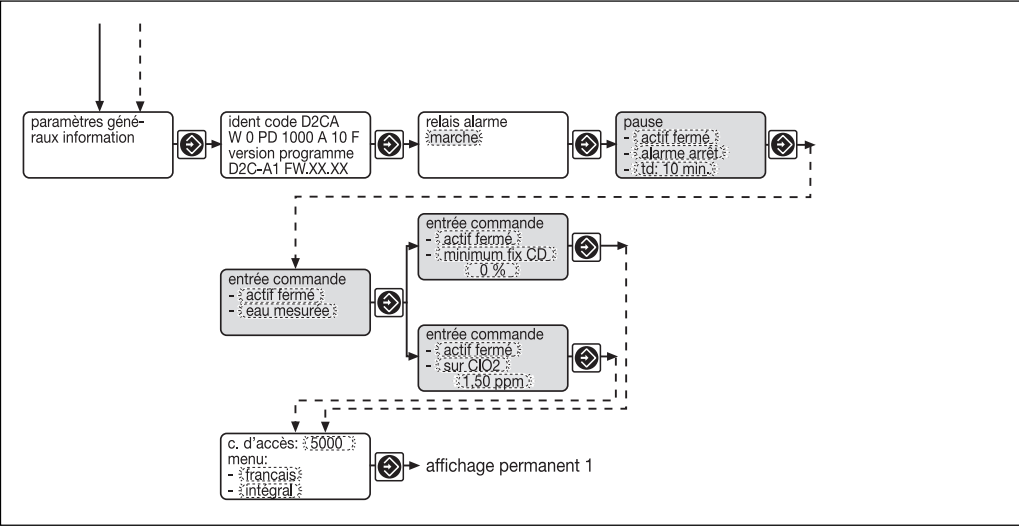 paramètres géné-
raux information
ident code D2CA
W 0 PD 1000 A 10 F
version programme
D2C-A1 FW.XX.XX
relais alarme
marche
pause
- actif fermé
- alarme arrêt
- td: 10 min.
entrée commande
- actif fermé
- eau mesurée
entrée commande
- actif fermé
- minimum fix CD
0 %
entrée commande
- actif fermé
- sur ClO2
1,50 ppm
c. d'accès: 5000
menu:
- français
- intégral
affichage permanent 1